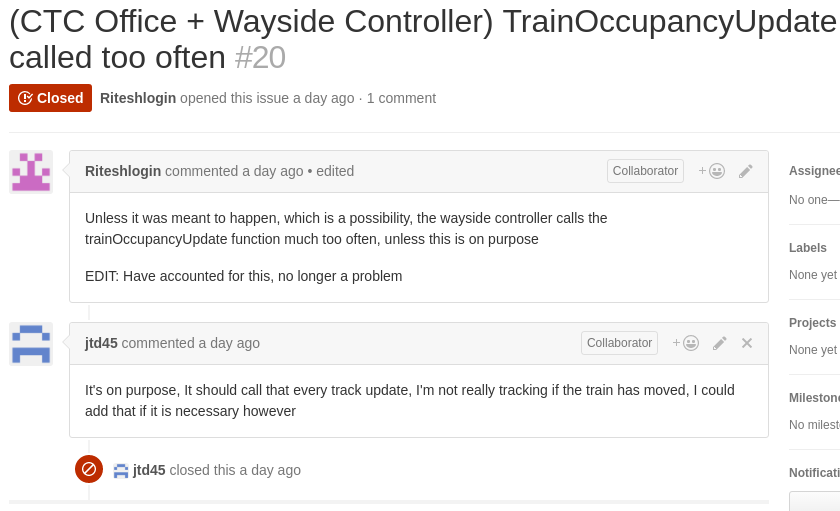 (CTC Office + Wayside Controller) TrainOccupancyUpdate
called too often #20
Closed Riteshlogin opened this issue a day ago · 1 comment
Riteshlogin commented a day ago • edited
Collaborator
Unless it was meant to happen, which is a possibility, the wayside controller calls the
trainOccupancyUpdate function much too often, unless this is on purpose
EDIT: Have accounted for this, no longer a problem
jtd45 commented a day ago
Collaborator
It's on purpose, It should call that every track update, I'm not really tracking if the train has moved, I could
add that if it is necessary however
jtd45 closed this a day ago
Assignee
No one—
Labels
None yet
Projects
None yet
Mileston
No milest
Notificati